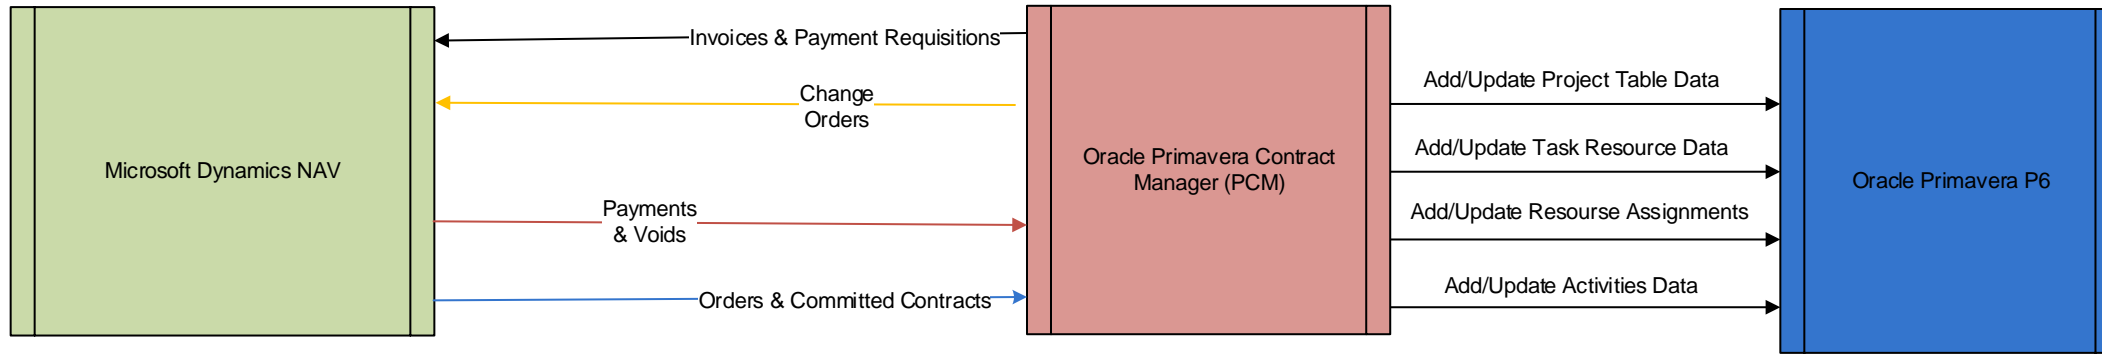 Microsoft Dynamics NAV
Invoices & Payment Requisitions
Change
Orders
Payments
& Voids
Orders & Committed Contracts
Oracle Primavera Contract
Manager (PCM)
Add/Update Project Table Data
Add/Update Task Resource Data
Add/Update Resourse Assignments
Add/Update Activities Data
Oracle Primavera P6